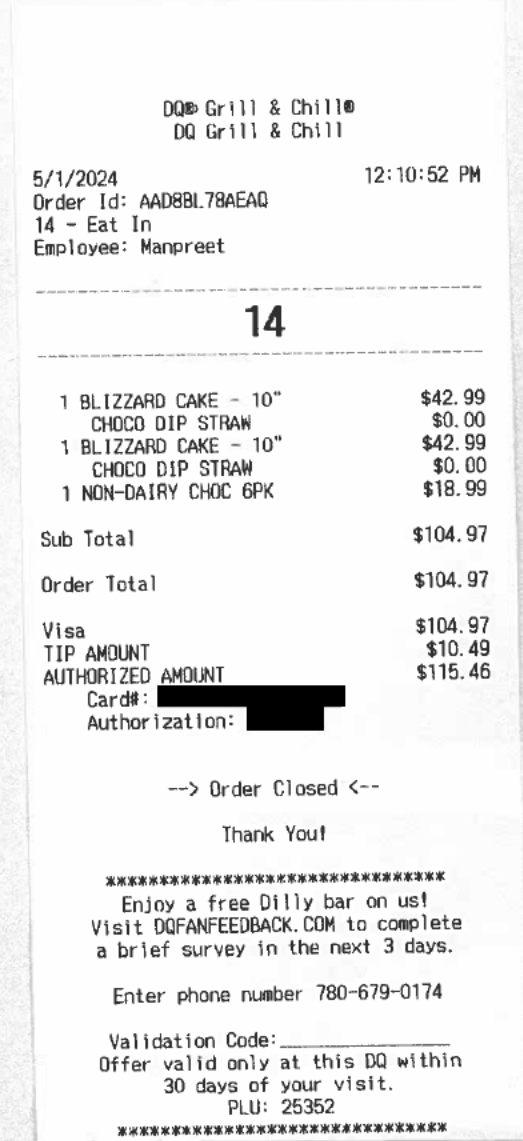 DQ® Grill & Chill®
DQ Grill & Chill
5/1/2024 12:10:52 PM
Order Id: AAD8BL78AEAQ
14 - Eat In
Employee: Manpreet
14
1 BLIZZARD CAKE - 10" $42.99
CHOCO DIP STRAW $0.00
1 BLIZZARD CAKE - 10" $42.99
CHOCO DIP STRAW $0.00
1 NON-DAIRY CHOC 6PK $18.99
Sub Total $104.97
Order Total $104.97
Visa $104.97
TIP AMOUNT $10.49
AUTHORIZED AMOUNT $115.46
Card#:
Authorization:
--> Order Closed <--
Thank You!
*******************************
Enjoy a free Dilly bar on us!
Visit DQFANFEEDBACK.COM to complete
a brief survey in the next 3 days.
Enter phone number 780-679-0174
Validation Code:________________
Offer valid only at this DQ within
30 days of your visit.
PLU: 25352
*******************************